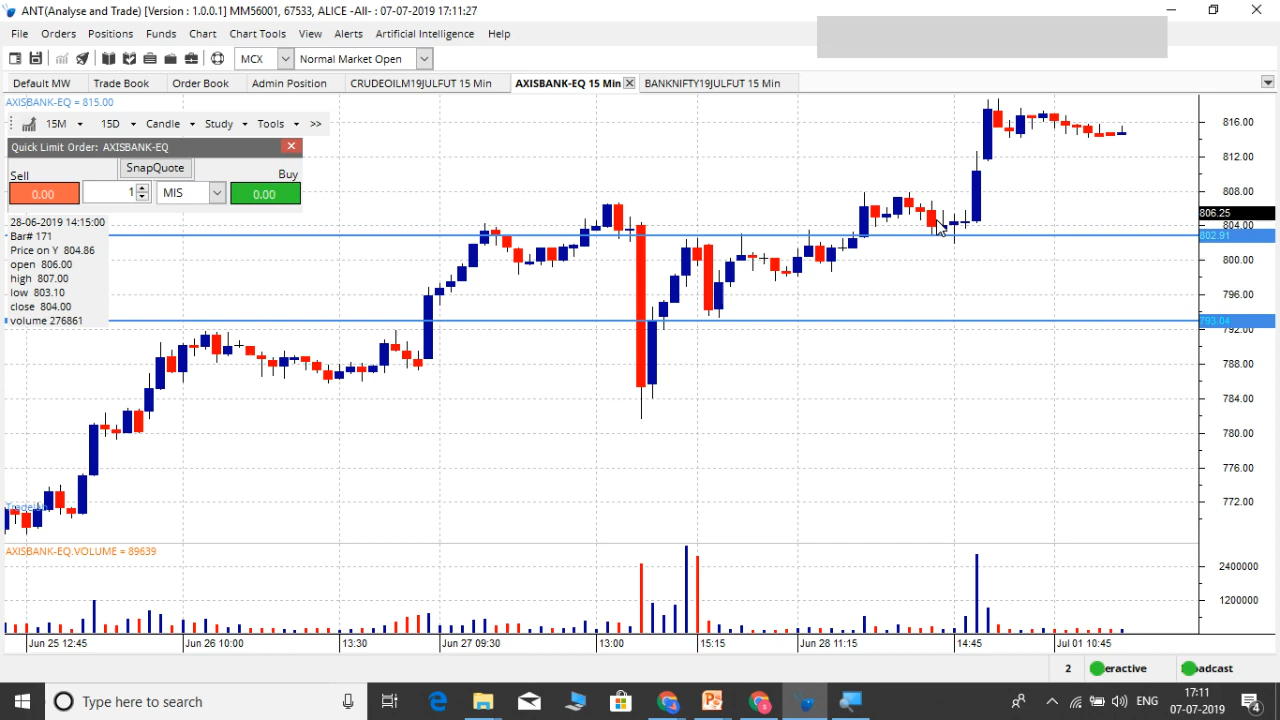 ANT(Analyse and Trade) [Version : 1.0.0.1] MM56001, 67533, ALICE -All- : 07-07-2019 17:11:27
File Orders Positions Funds Chart Chart Tools View Alerts Artificial Intelligence Help
MCX Normal Market Open
Default MW Trade Book Order Book Admin Position CRUDEOILM19JULFUT 15 Min AXISBANK-EQ 15 Min BANKNIFTY19JULFUT 15 Min
AXISBANK-EQ = 815.00
15M 15D Candle Study Tools >>
Quick Limit Order: AXISBANK-EQ
SnapQuote
Sell Buy
0.00 1 MIS 0.00
28-06-2019 14:15:00
Bar# 171
Price on Y 804.86
open 806.00
high 807.00
low 803.10
close 804.00
volume 276861
816.00
812.00
808.00
806.25
804.00
802.91
800.00
796.00
793.04
792.00
788.00
784.00
780.00
776.00
772.00
AXISBANK-EQ.VOLUME = 89639
2400000
1200000
Jun 25 12:45 Jun 26 10:00 13:30 Jun 27 09:30 13:00 15:15 Jun 28 11:15 14:45 Jul 01 10:45
2 eractive adcast
Type here to search
ENG
17:11
07-07-2019
4